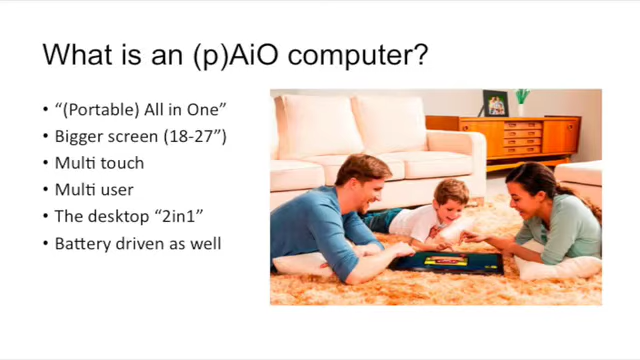 What is an (p)AiO computer?
• “(Portable) All in One”
• Bigger screen (18-27”)
• Multi touch
• Multi user
• The desktop “2in1”
• Battery driven as well